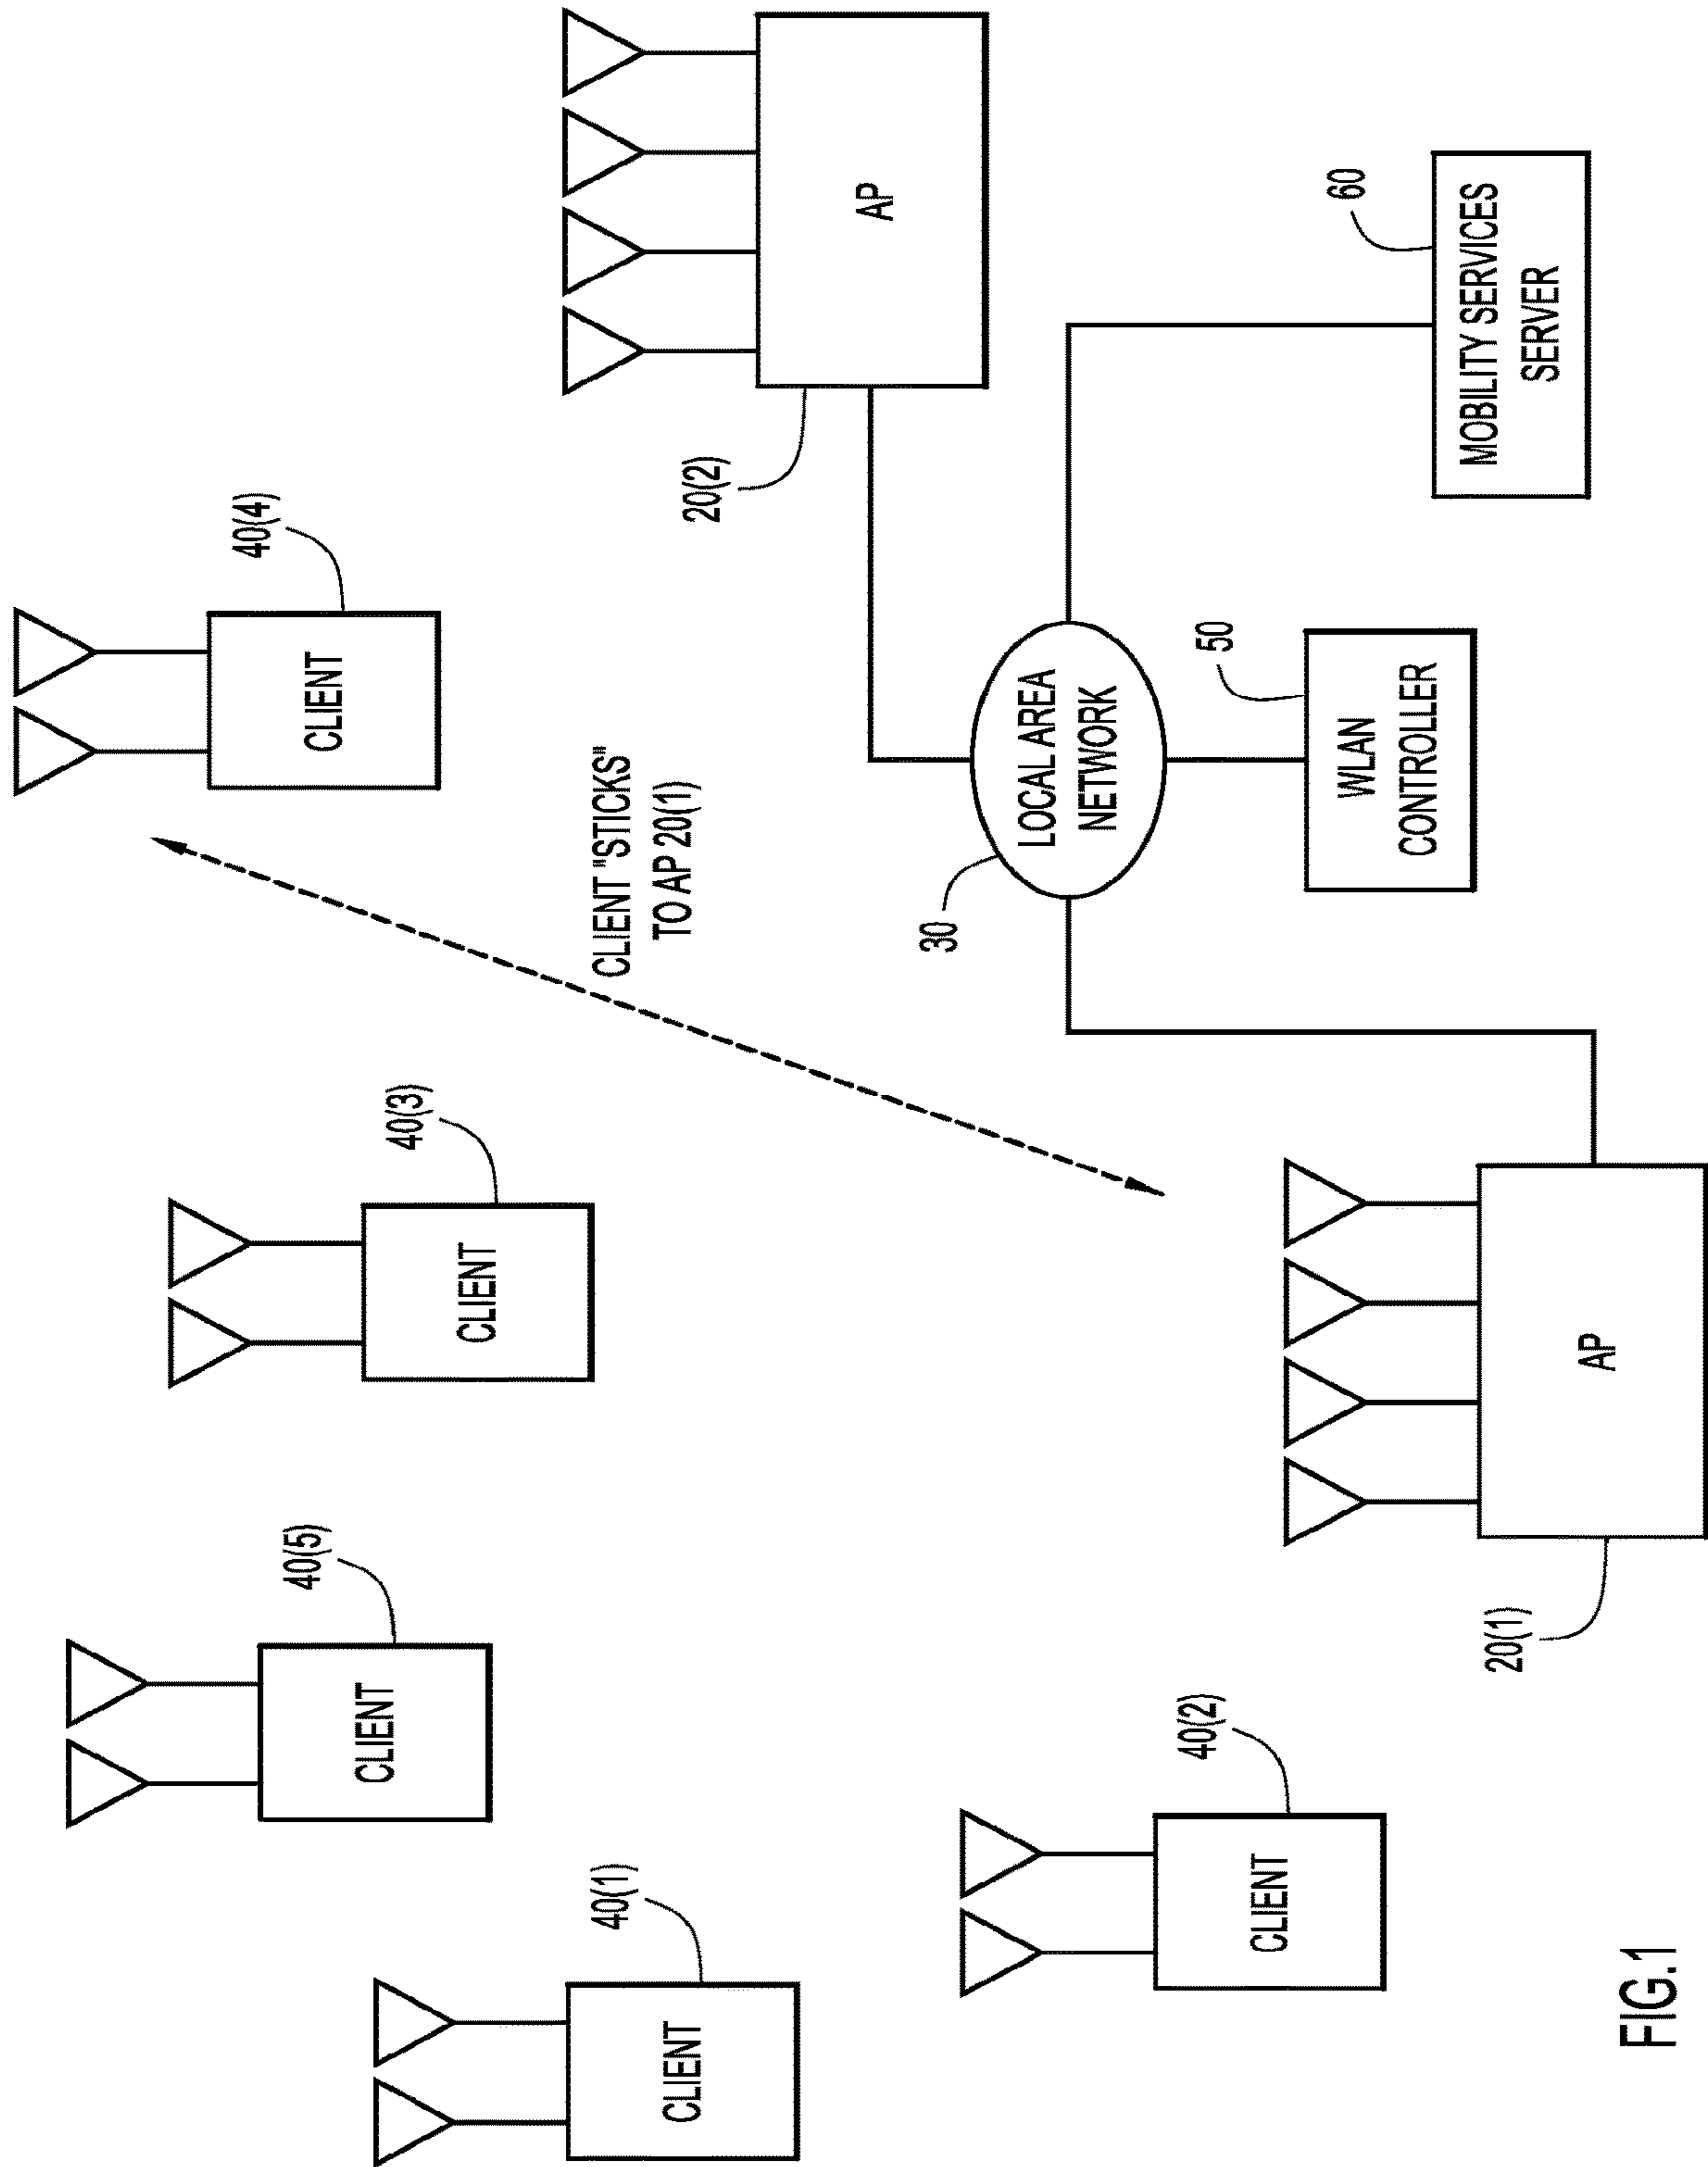 40(4)
CLIENT
40(5)
CLIENT
40(3)
CLIENT
40(1)
CLIENT
CLIENT "STICKS"
TO AP 20(1)
20(2)
AP
40(2)
CLIENT
30
LOCAL AREA
NETWORK
50
WLAN
CONTROLLER
60
MOBILITY SERVICES
SERVER
20(1)
AP
FIG.1